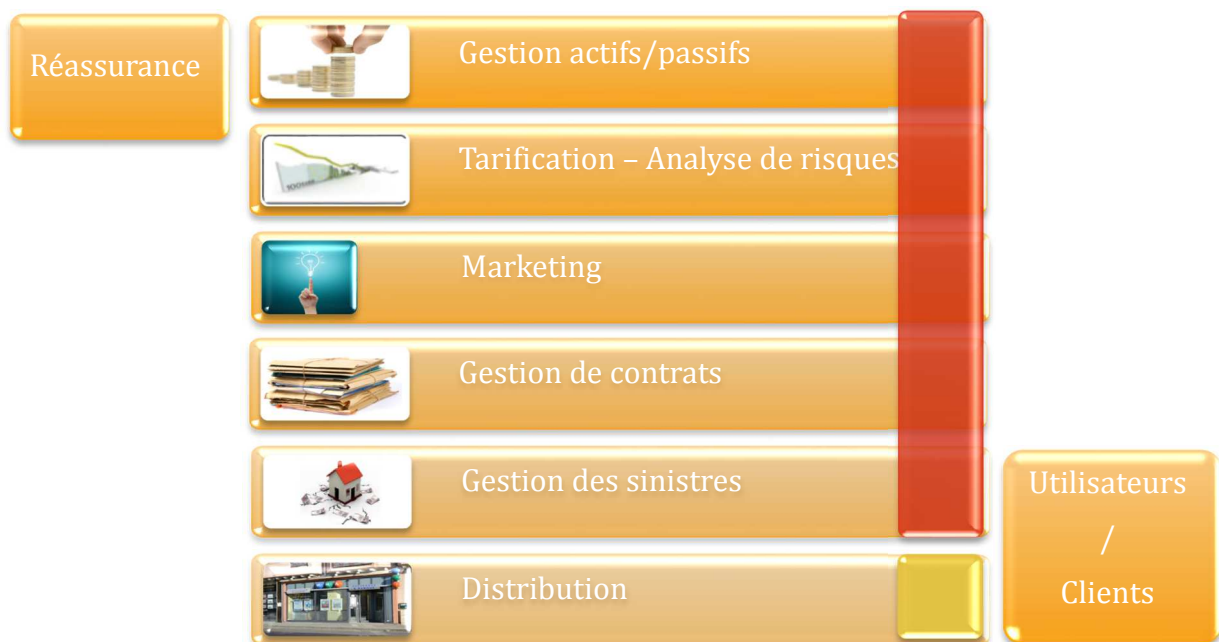 Réassurance
Gestion actifs/passifs
Tarification – Analyse de risques
Marketing
Gestion de contrats
Gestion des sinistres
Distribution
Utilisateurs
/
Clients